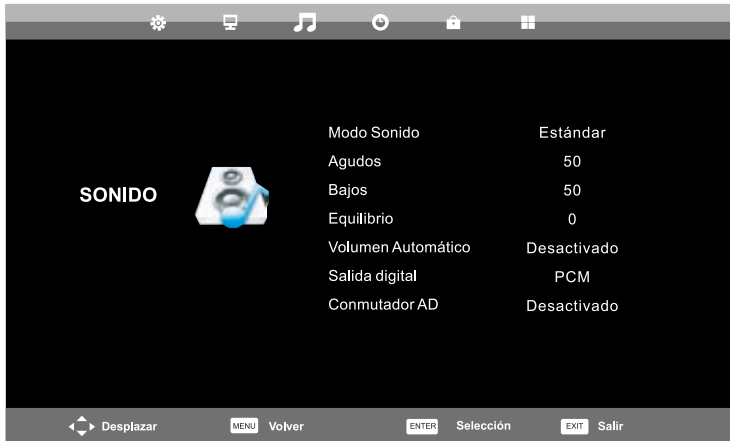 Modo Sonido Estándar
Agudos 50
Bajos 50
SONIDO
Equilibrio 0
Volumen Automático Desactivado
Salida digital PCM
Conmutador AD Desactivado
Desplazar MENU Volver ENTER Selección EXIT Salir